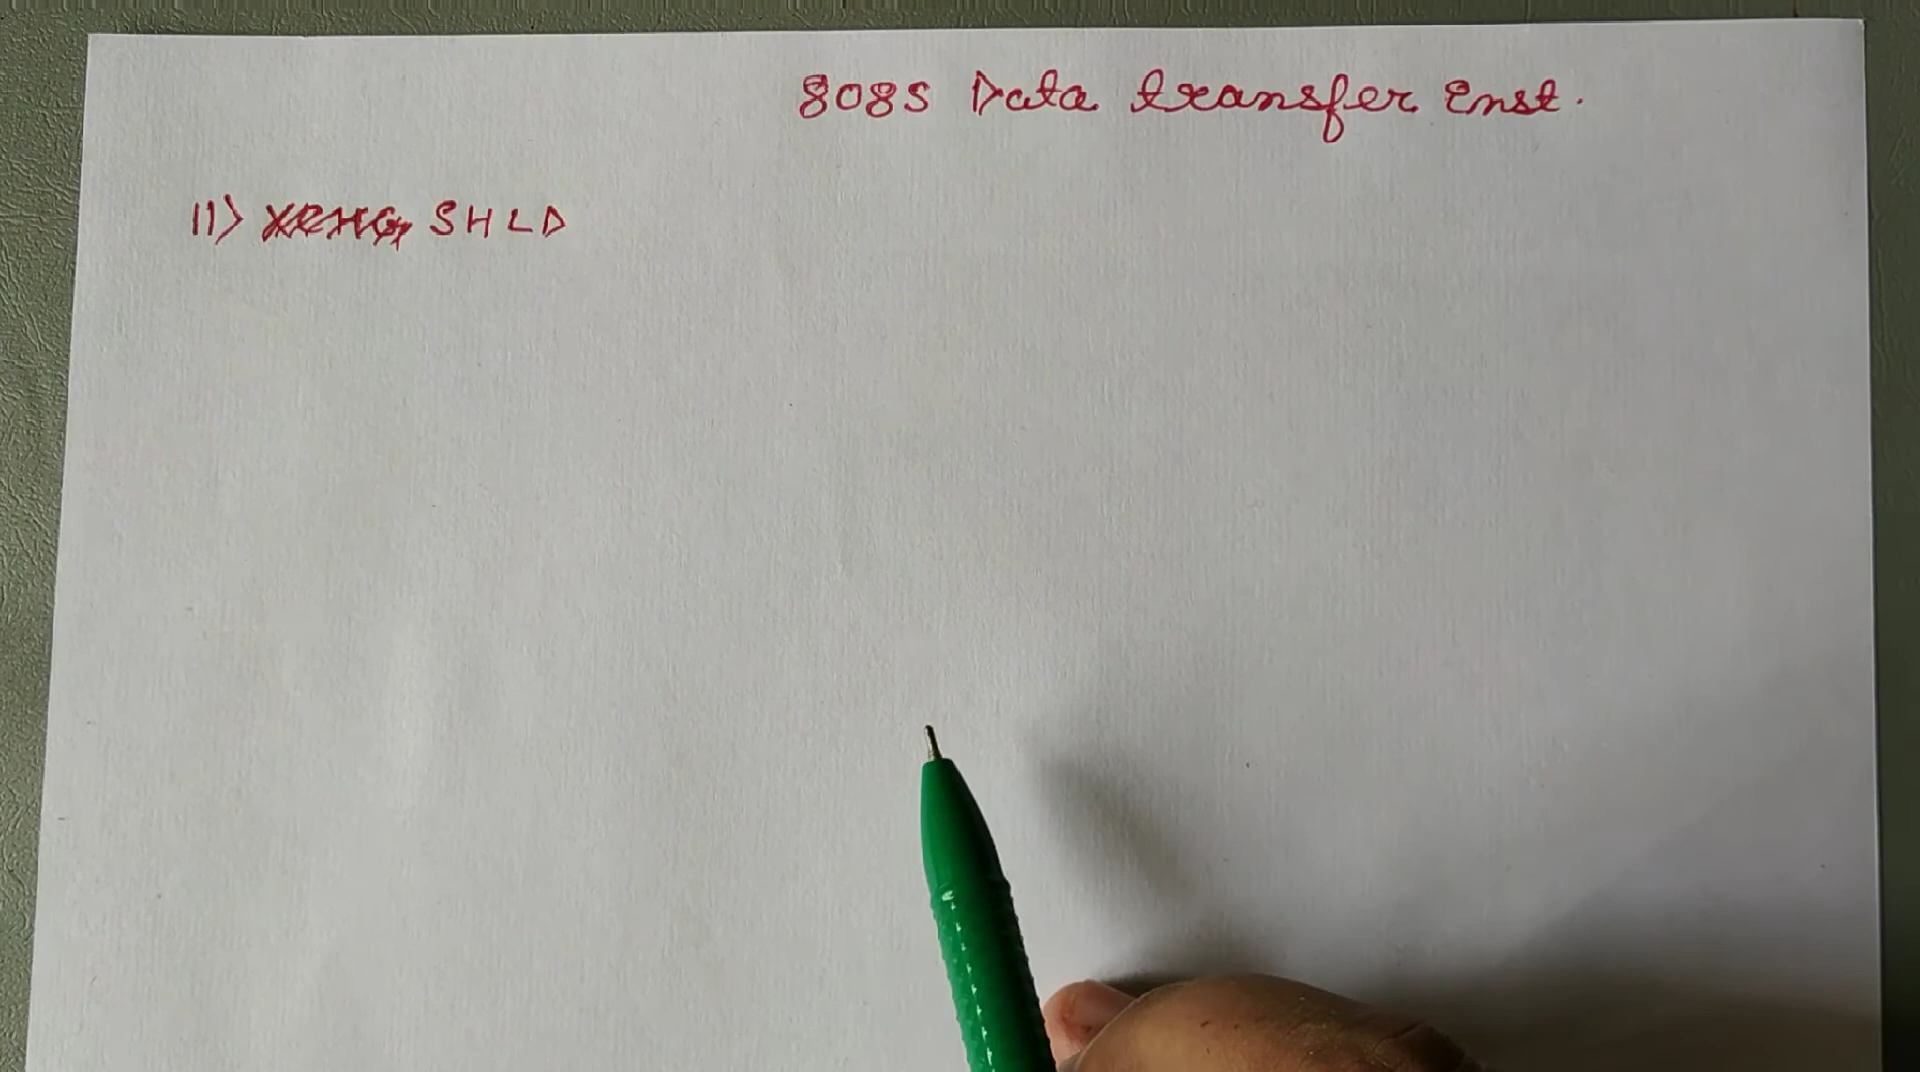 8085 Data transfer Inst.
11) XCHG SHLD